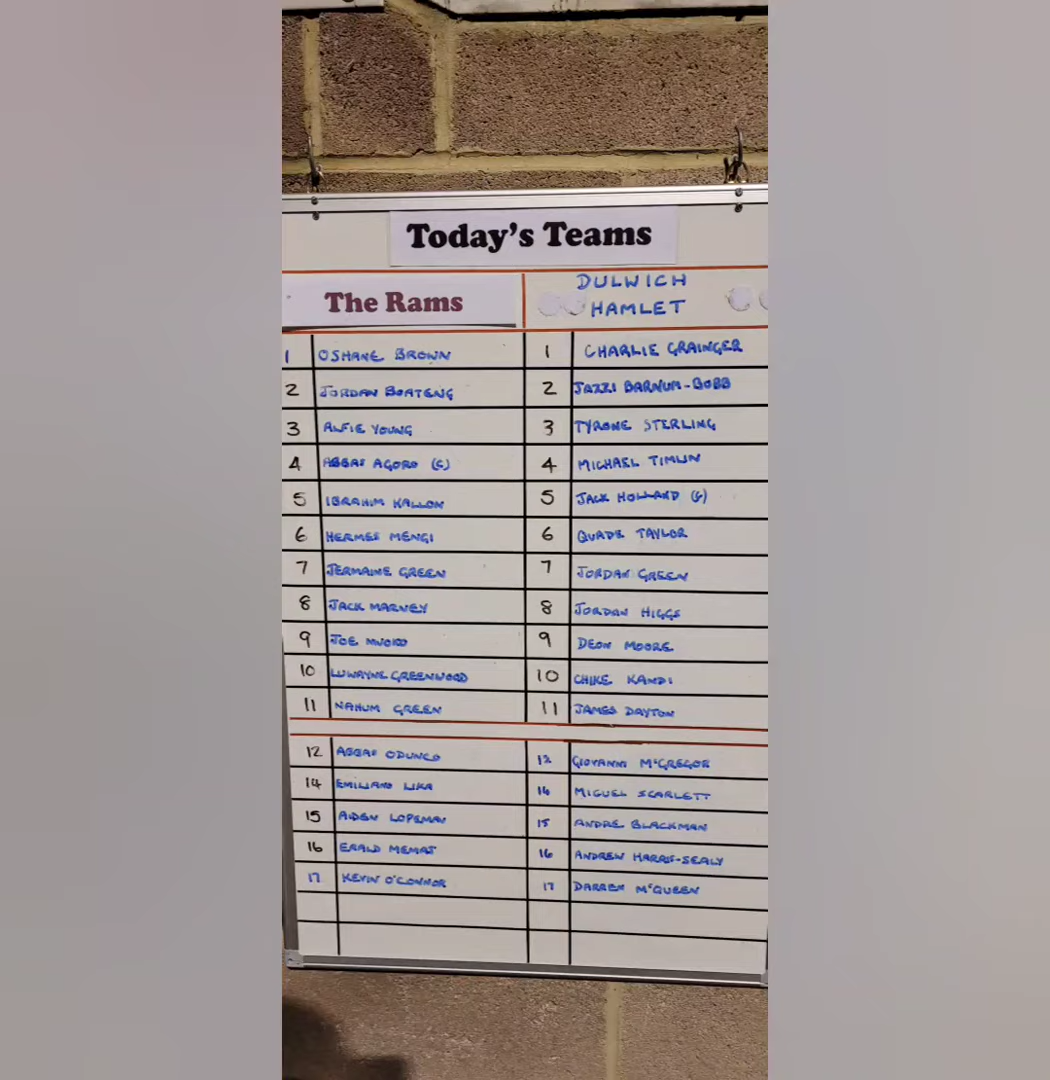 Today's Teams
The Rams
DULWICH
HAMLET
1 OSHANE BROWN
1 CHARLIE GRAINGER
2 JORDAN BOATENG
2 JAZZI BARNUM-BOBB
3 ALFIE YOUNG
3 TYRONE STERLING
4 ABBAS AGORO (C)
4 MICHAEL TIMLIN
5 IBRAHIM KALLON
5 JACK HOLLAND (C)
6 HERMES MENGI
6 QUADE TAYLOR
7 JERMAINE GREEN
7 JORDAN GREEN
8 JACK MARNEY
8 JORDAN HIGGS
9 JOE
9 DEON MOORE
10 LUWAYNE GREENWOOD
10 CHIKE KANDI
11 NAHUM GREEN
11 JAMES DAYTON
12 ABBAS ODUNCO
12 GIOVANNI McGREGOR
14 EMILIANO LIKA
14 MIGUEL SCARLETT
15 AIDEN
15 ANDRE BLACKMAN
16 ERALD
16 ANDREW HARRIS-SEALY
17 KEVIN O'CONNOR
17 DARREN McQUEEN